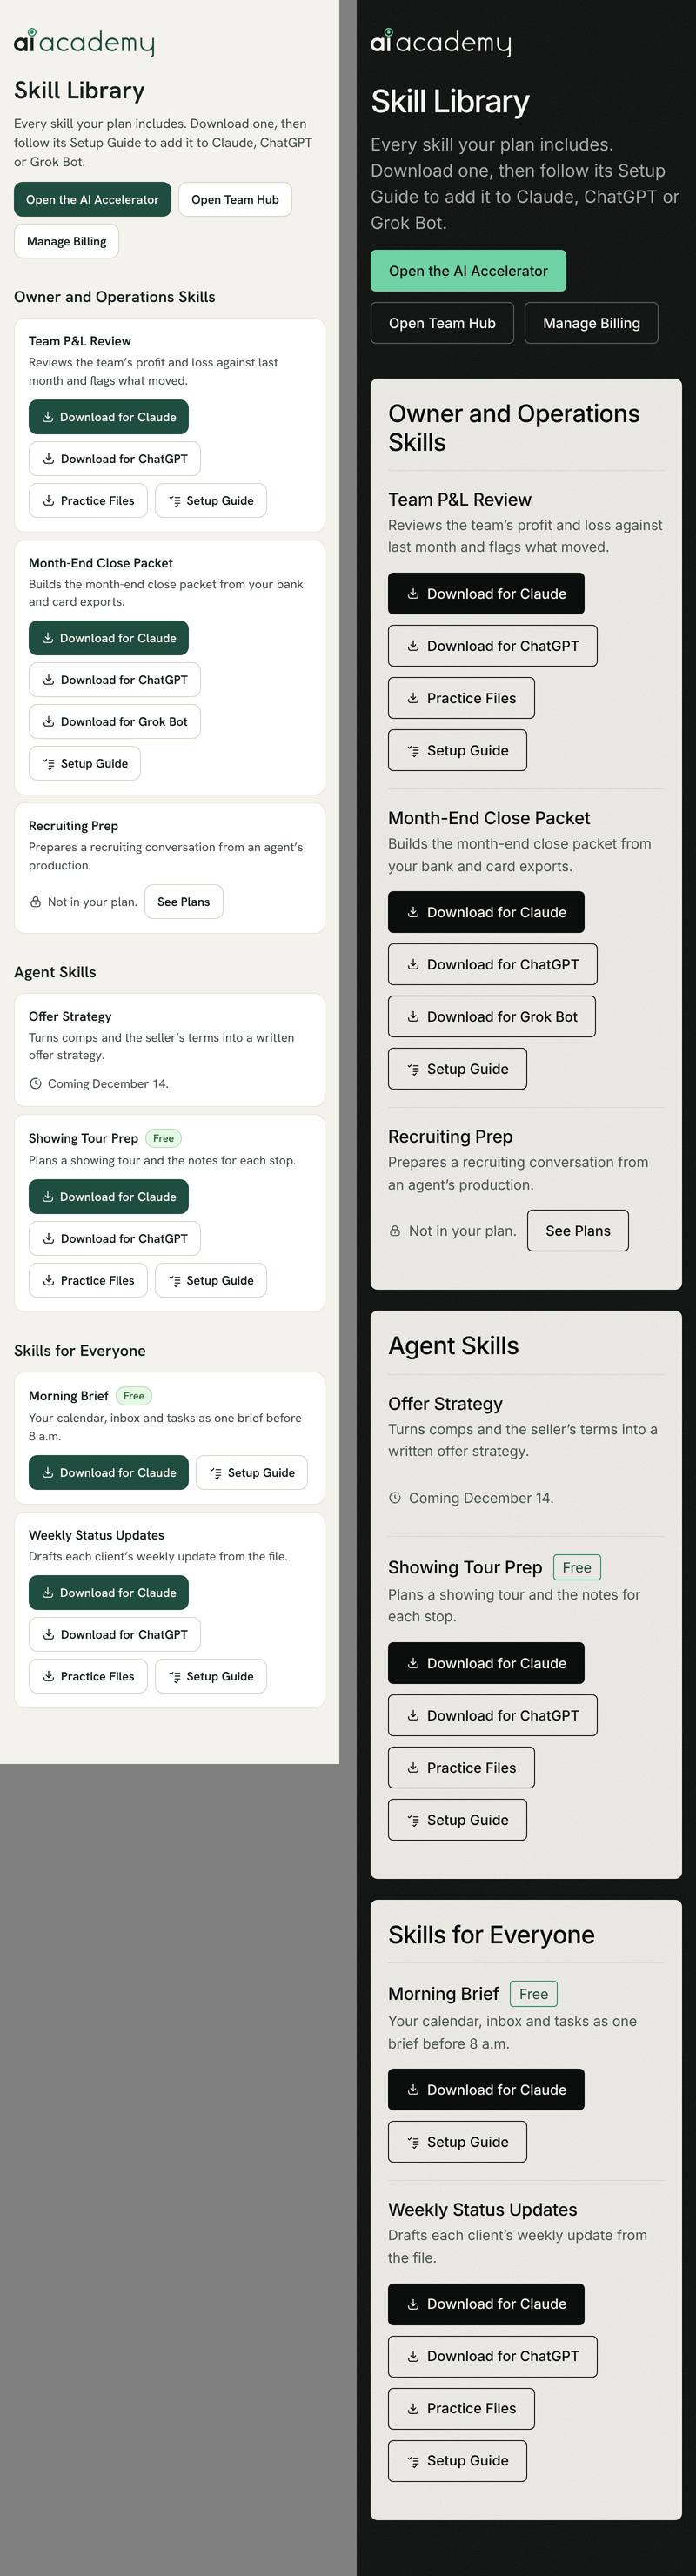 ai academy
Skill Library
Every skill your plan includes. Download one, then
follow its Setup Guide to add it to Claude, ChatGPT
or Grok Bot.
Open the AI Accelerator
Open Team Hub
Manage Billing
Owner and Operations Skills
Team P&L Review
Reviews the team’s profit and loss against last
month and flags what moved.
Download for Claude
Download for ChatGPT
Practice Files
Setup Guide
Month-End Close Packet
Builds the month-end close packet from your bank
and card exports.
Download for Claude
Download for ChatGPT
Download for Grok Bot
Setup Guide
Recruiting Prep
Prepares a recruiting conversation from an agent’s
production.
Not in your plan.
See Plans
Agent Skills
Offer Strategy
Turns comps and the seller’s terms into a written
offer strategy.
Coming December 14.
Showing Tour Prep
Free
Plans a showing tour and the notes for each stop.
Download for Claude
Download for ChatGPT
Practice Files
Setup Guide
Skills for Everyone
Morning Brief
Free
Your calendar, inbox and tasks as one brief before
8 a.m.
Download for Claude
Setup Guide
Weekly Status Updates
Drafts each client’s weekly update from the file.
Download for Claude
Download for ChatGPT
Practice Files
Setup Guide
ai academy
Skill Library
Every skill your plan includes.
Download one, then follow its Setup
Guide to add it to Claude, ChatGPT or
Grok Bot.
Open the AI Accelerator
Open Team Hub
Manage Billing
Owner and Operations
Skills
Team P&L Review
Reviews the team’s profit and loss against
last month and flags what moved.
Download for Claude
Download for ChatGPT
Practice Files
Setup Guide
Month-End Close Packet
Builds the month-end close packet from
your bank and card exports.
Download for Claude
Download for ChatGPT
Download for Grok Bot
Setup Guide
Recruiting Prep
Prepares a recruiting conversation from
an agent’s production.
Not in your plan.
See Plans
Agent Skills
Offer Strategy
Turns comps and the seller’s terms into a
written offer strategy.
Coming December 14.
Showing Tour Prep
Free
Plans a showing tour and the notes for
each stop.
Download for Claude
Download for ChatGPT
Practice Files
Setup Guide
Skills for Everyone
Morning Brief
Free
Your calendar, inbox and tasks as one
brief before 8 a.m.
Download for Claude
Setup Guide
Weekly Status Updates
Drafts each client’s weekly update from
the file.
Download for Claude
Download for ChatGPT
Practice Files
Setup Guide